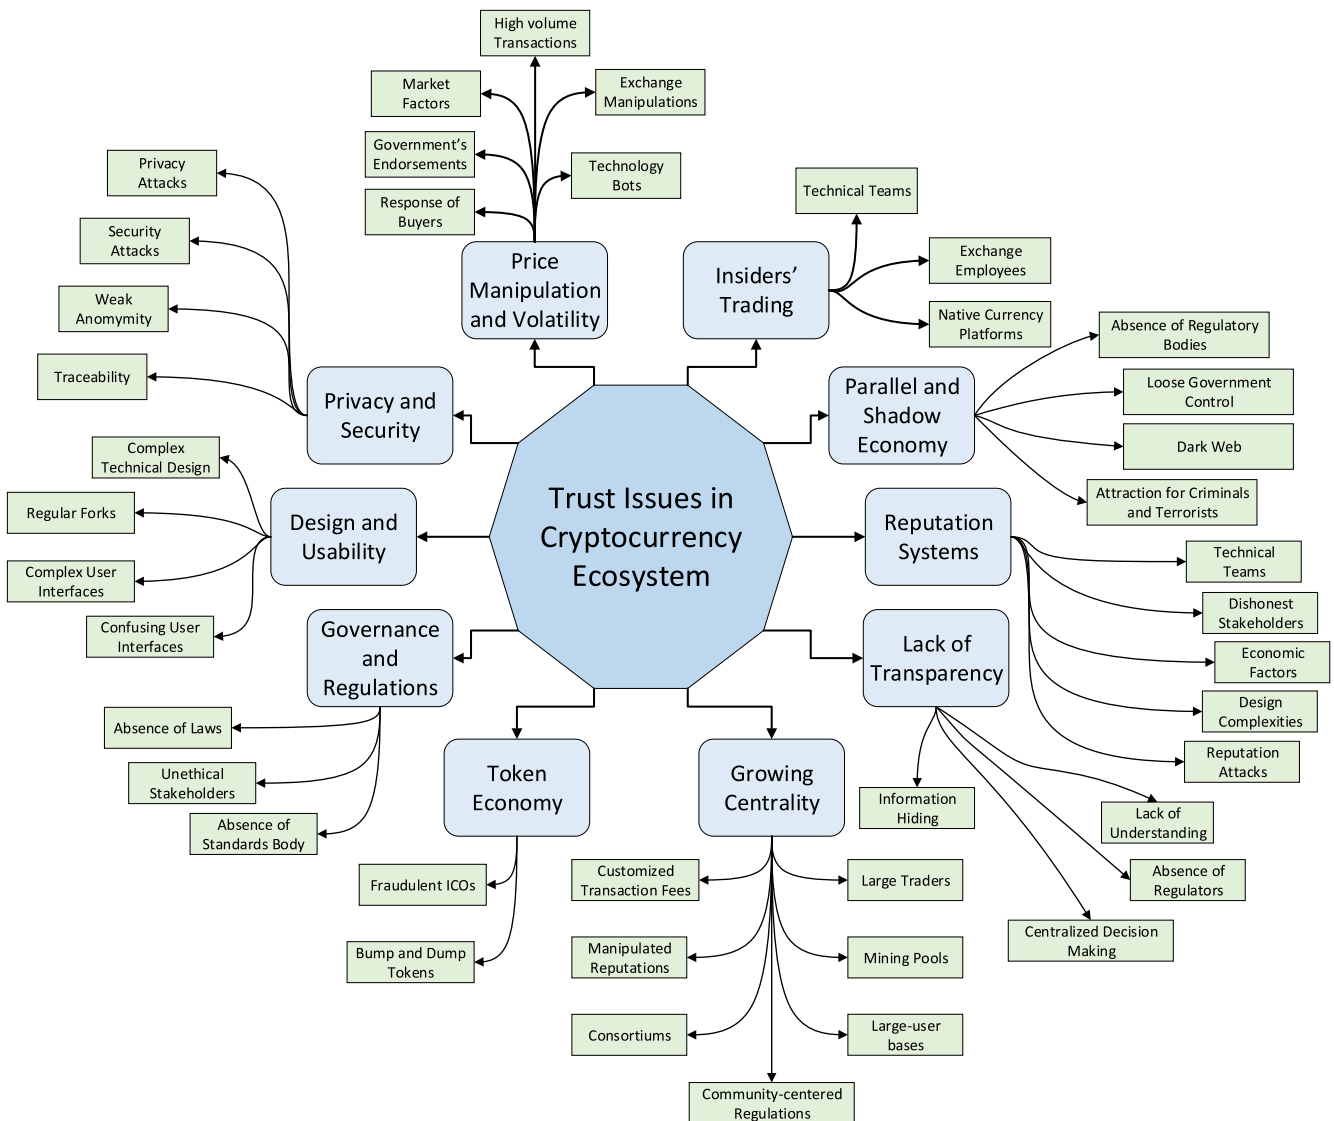 High volume
Transactions
Market
Factors
Exchange
Manipulations
Government's
Endorsements
Technology
Bots
Response of
Buyers
Price
Manipulation
and Volatility
Technical Teams
Exchange
Employees
Native Currency
Platforms
Insiders'
Trading
Privacy
Attacks
Security
Attacks
Weak
Anomymity
Traceability
Privacy and
Security
Absence of Regulatory
Bodies
Loose Government
Control
Dark Web
Attraction for Criminals
and Terrorists
Parallel and
Shadow
Economy
Complex
Technical Design
Regular Forks
Complex User
Interfaces
Confusing User
Interfaces
Design and
Usability
Trust Issues in
Cryptocurrency
Ecosystem
Reputation
Systems
Technical
Teams
Dishonest
Stakeholders
Economic
Factors
Design
Complexities
Reputation
Attacks
Governance
and
Regulations
Absence of Laws
Unethical
Stakeholders
Absence of
Standards Body
Lack of
Transparency
Information
Hiding
Lack of
Understanding
Absence of
Regulators
Centralized Decision
Making
Token
Economy
Fraudulent ICOs
Bump and Dump
Tokens
Growing
Centrality
Customized
Transaction Fees
Large Traders
Manipulated
Reputations
Mining Pools
Consortiums
Large-user
bases
Community-centered
Regulations